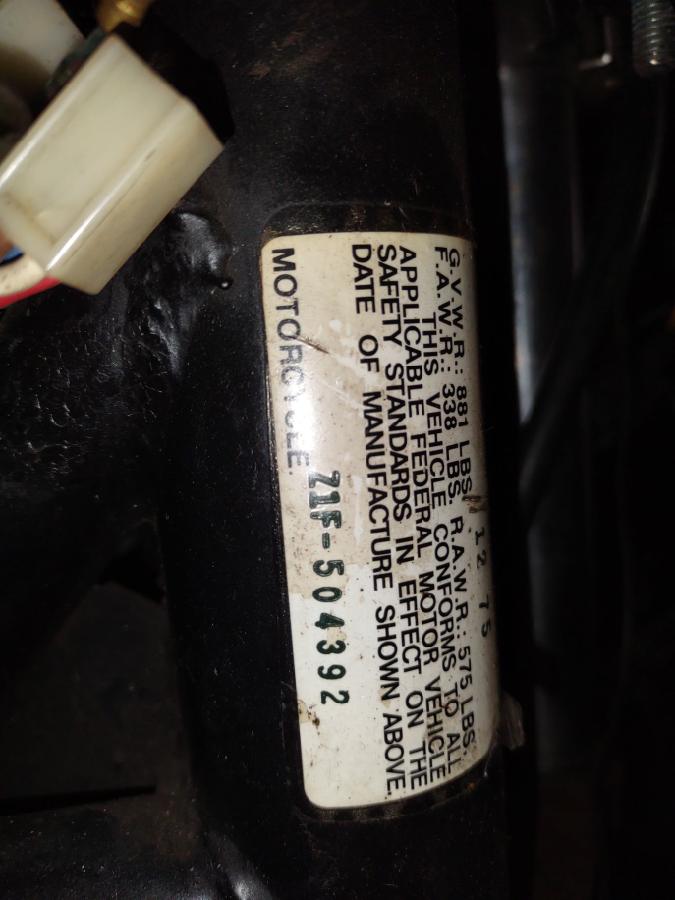 12 75
G.V.W.R.: 881 LBS. R.A.W.R.: 575 LBS.
F.A.W.R.: 338 LBS.
THIS VEHICLE CONFORMS TO ALL
APPLICABLE FEDERAL MOTOR VEHICLE
SAFETY STANDARDS IN EFFECT ON THE
DATE OF MANUFACTURE SHOWN ABOVE.
Z1F-504392
MOTORCYCLE